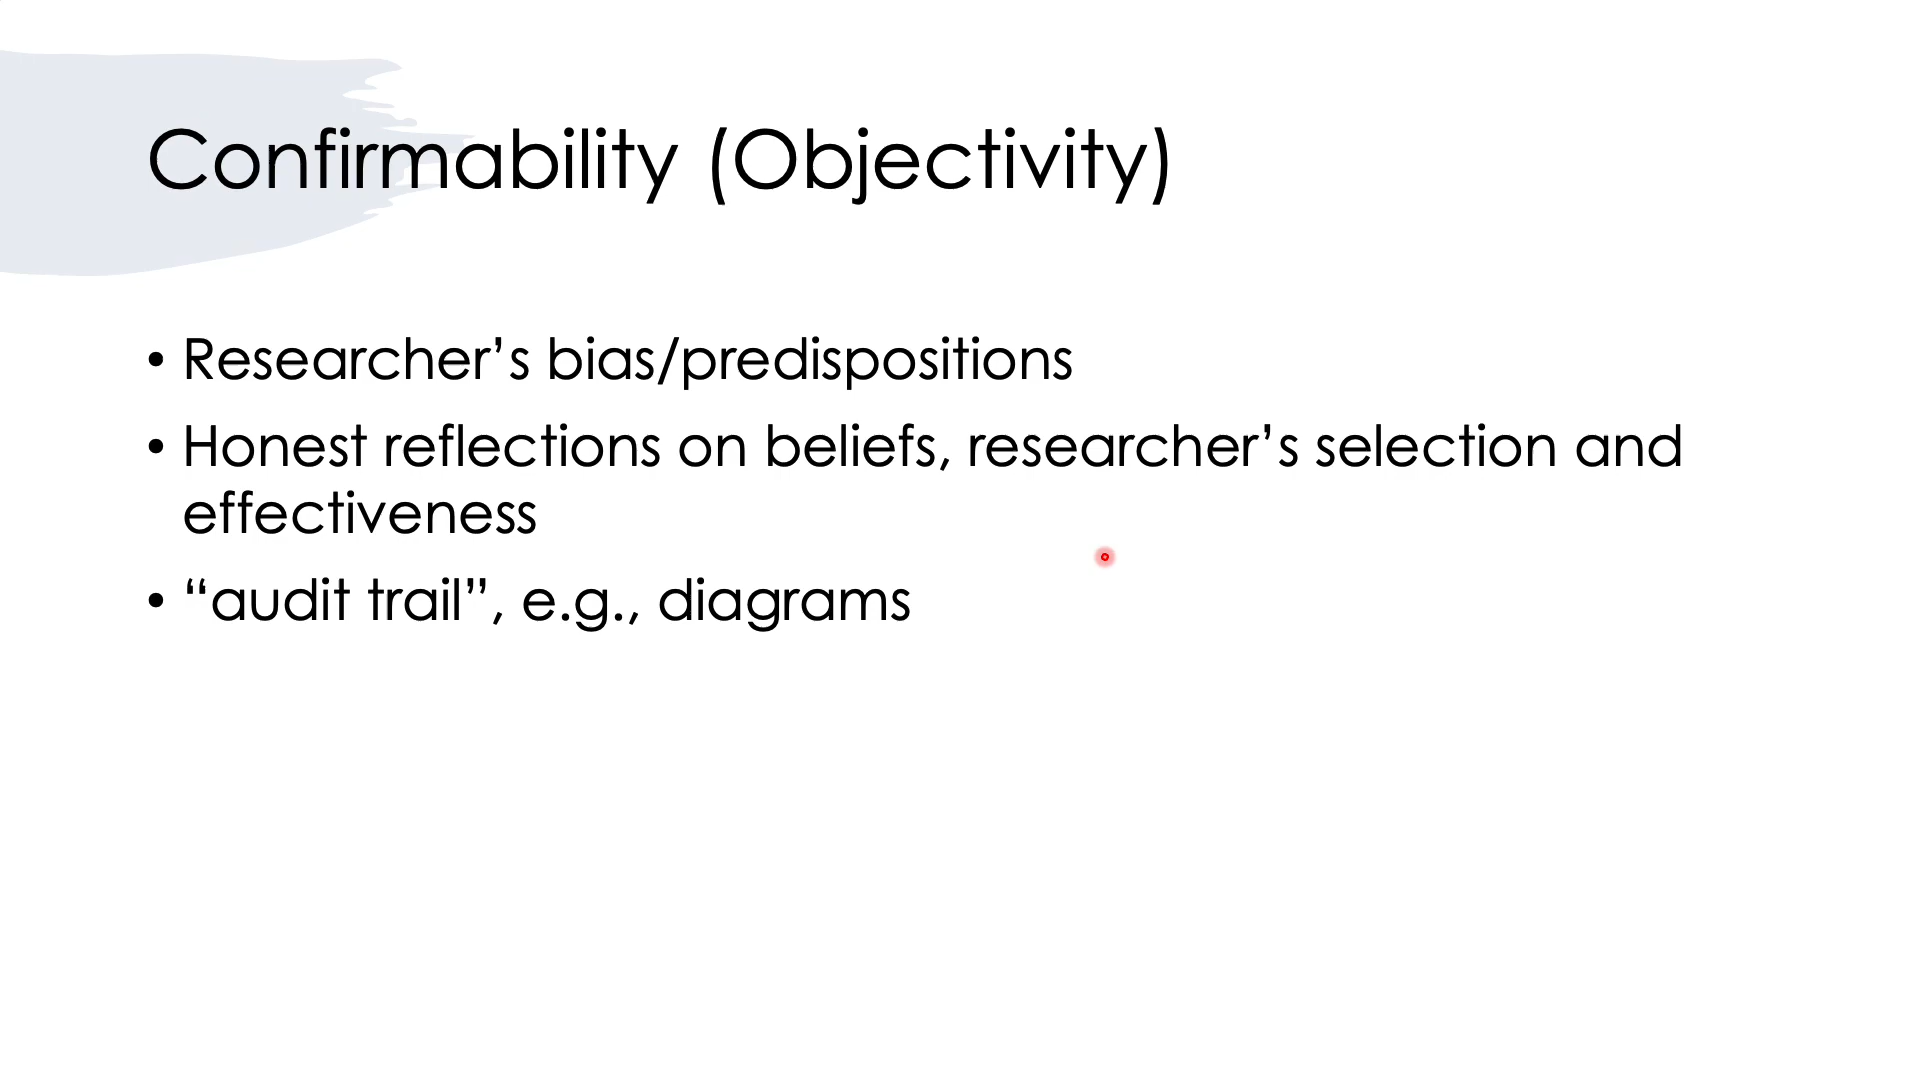 Confirmability (Objectivity)
• Researcher’s bias/predispositions
• Honest reflections on beliefs, researcher’s selection and
effectiveness
• “audit trail”, e.g., diagrams